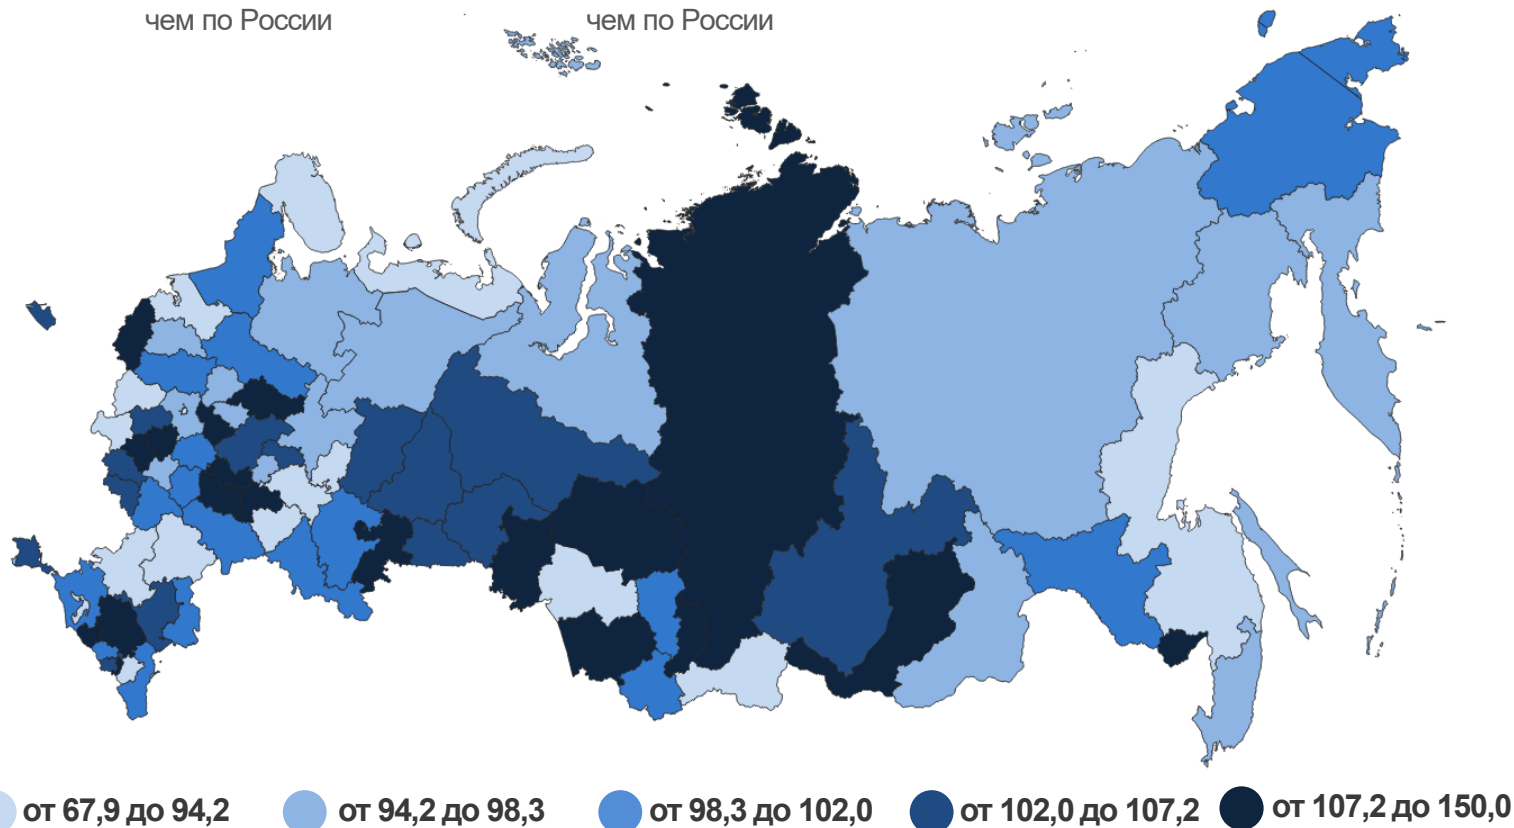 чем по России
чем по России
от 67,9 до 94,2
от 94,2 до 98,3
от 98,3 до 102,0
от 102,0 до 107,2
от 107,2 до 150,0